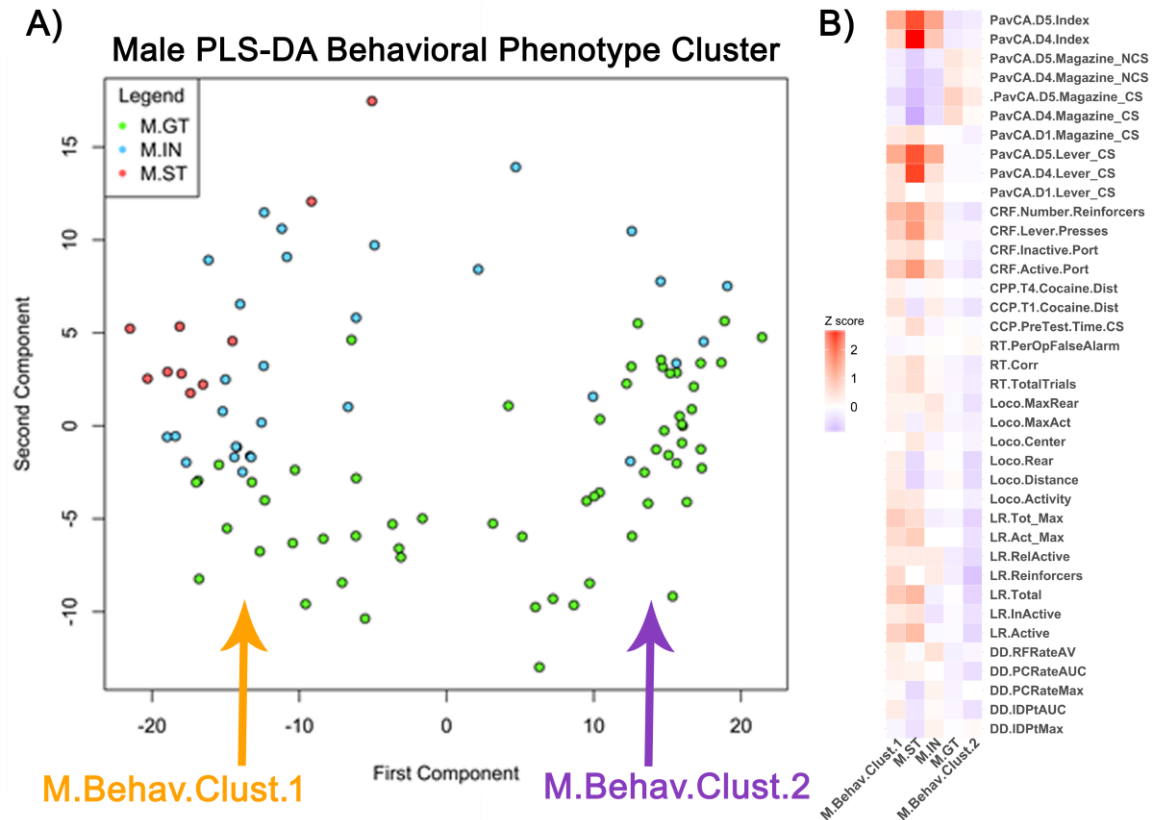 A)
Male PLS-DA Behavioral Phenotype Cluster
Legend
M.GT
M.IN
M.ST
Second Component
15
10
5
0
-5
-10
-20
-10
0
10
20
First Component
M.Behav.Clust.1
M.Behav.Clust.2
B)
PavCA.D5.Index
PavCA.D4.Index
PavCA.D5.Magazine_NCS
PavCA.D4.Magazine_NCS
.PavCA.D5.Magazine_CS
PavCA.D4.Magazine_CS
PavCA.D1.Magazine_CS
PavCA.D5.Lever_CS
PavCA.D4.Lever_CS
PavCA.D1.Lever_CS
CRF.Number.Reinforcers
CRF.Lever.Presses
CRF.Inactive.Port
CRF.Active.Port
CPP.T4.Cocaine.Dist
CCP.T1.Cocaine.Dist
CCP.PreTest.Time.CS
RT.PerOpFalseAlarm
RT.Corr
RT.TotalTrials
Loco.MaxRear
Loco.MaxAct
Loco.Center
Loco.Rear
Loco.Distance
Loco.Activity
LR.Tot_Max
LR.Act_Max
LR.RelActive
LR.Reinforcers
LR.Total
LR.InActive
LR.Active
DD.RFRateAV
DD.PCRateAUC
DD.PCRateMax
DD.IDPtAUC
DD.IDPtMax
Z score
2
1
0
M.Behav.Clust.1
M.ST
M.IN
M.GT
M.Behav.Clust.2